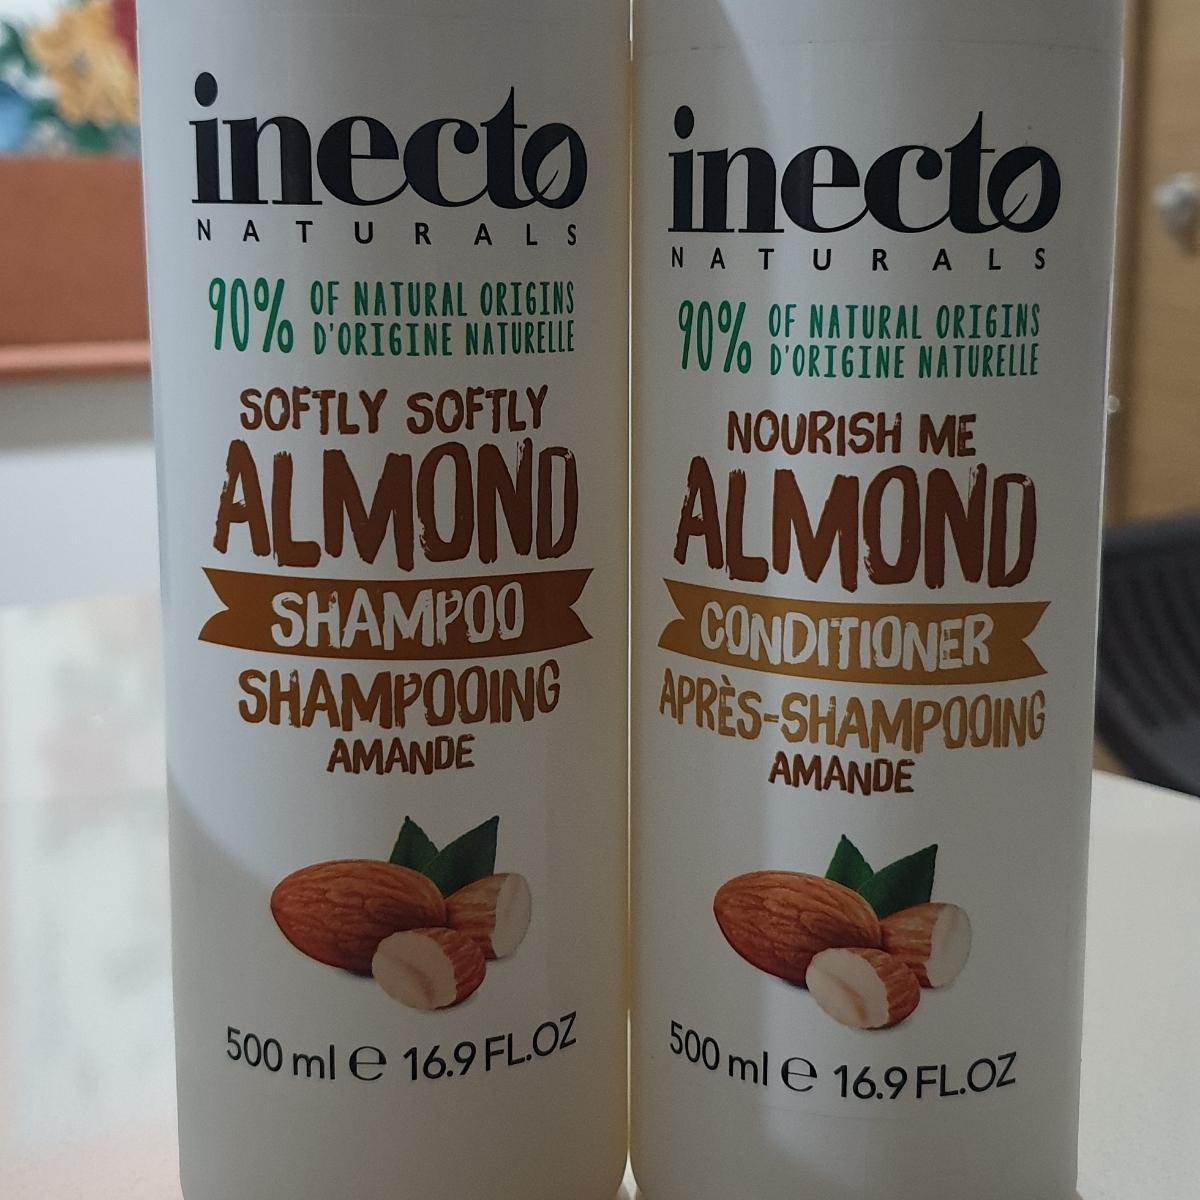 inecto
NATURALS
90% OF NATURAL ORIGINS
D'ORIGINE NATURELLE
SOFTLY SOFTLY
ALMOND
SHAMPOO
SHAMPOOING
AMANDE
500 ml ℮ 16.9 FL.OZ
inecto
NATURALS
90% OF NATURAL ORIGINS
D'ORIGINE NATURELLE
NOURISH ME
ALMOND
CONDITIONER
APRÈS-SHAMPOOING
AMANDE
500 ml ℮ 16.9 FL.OZ